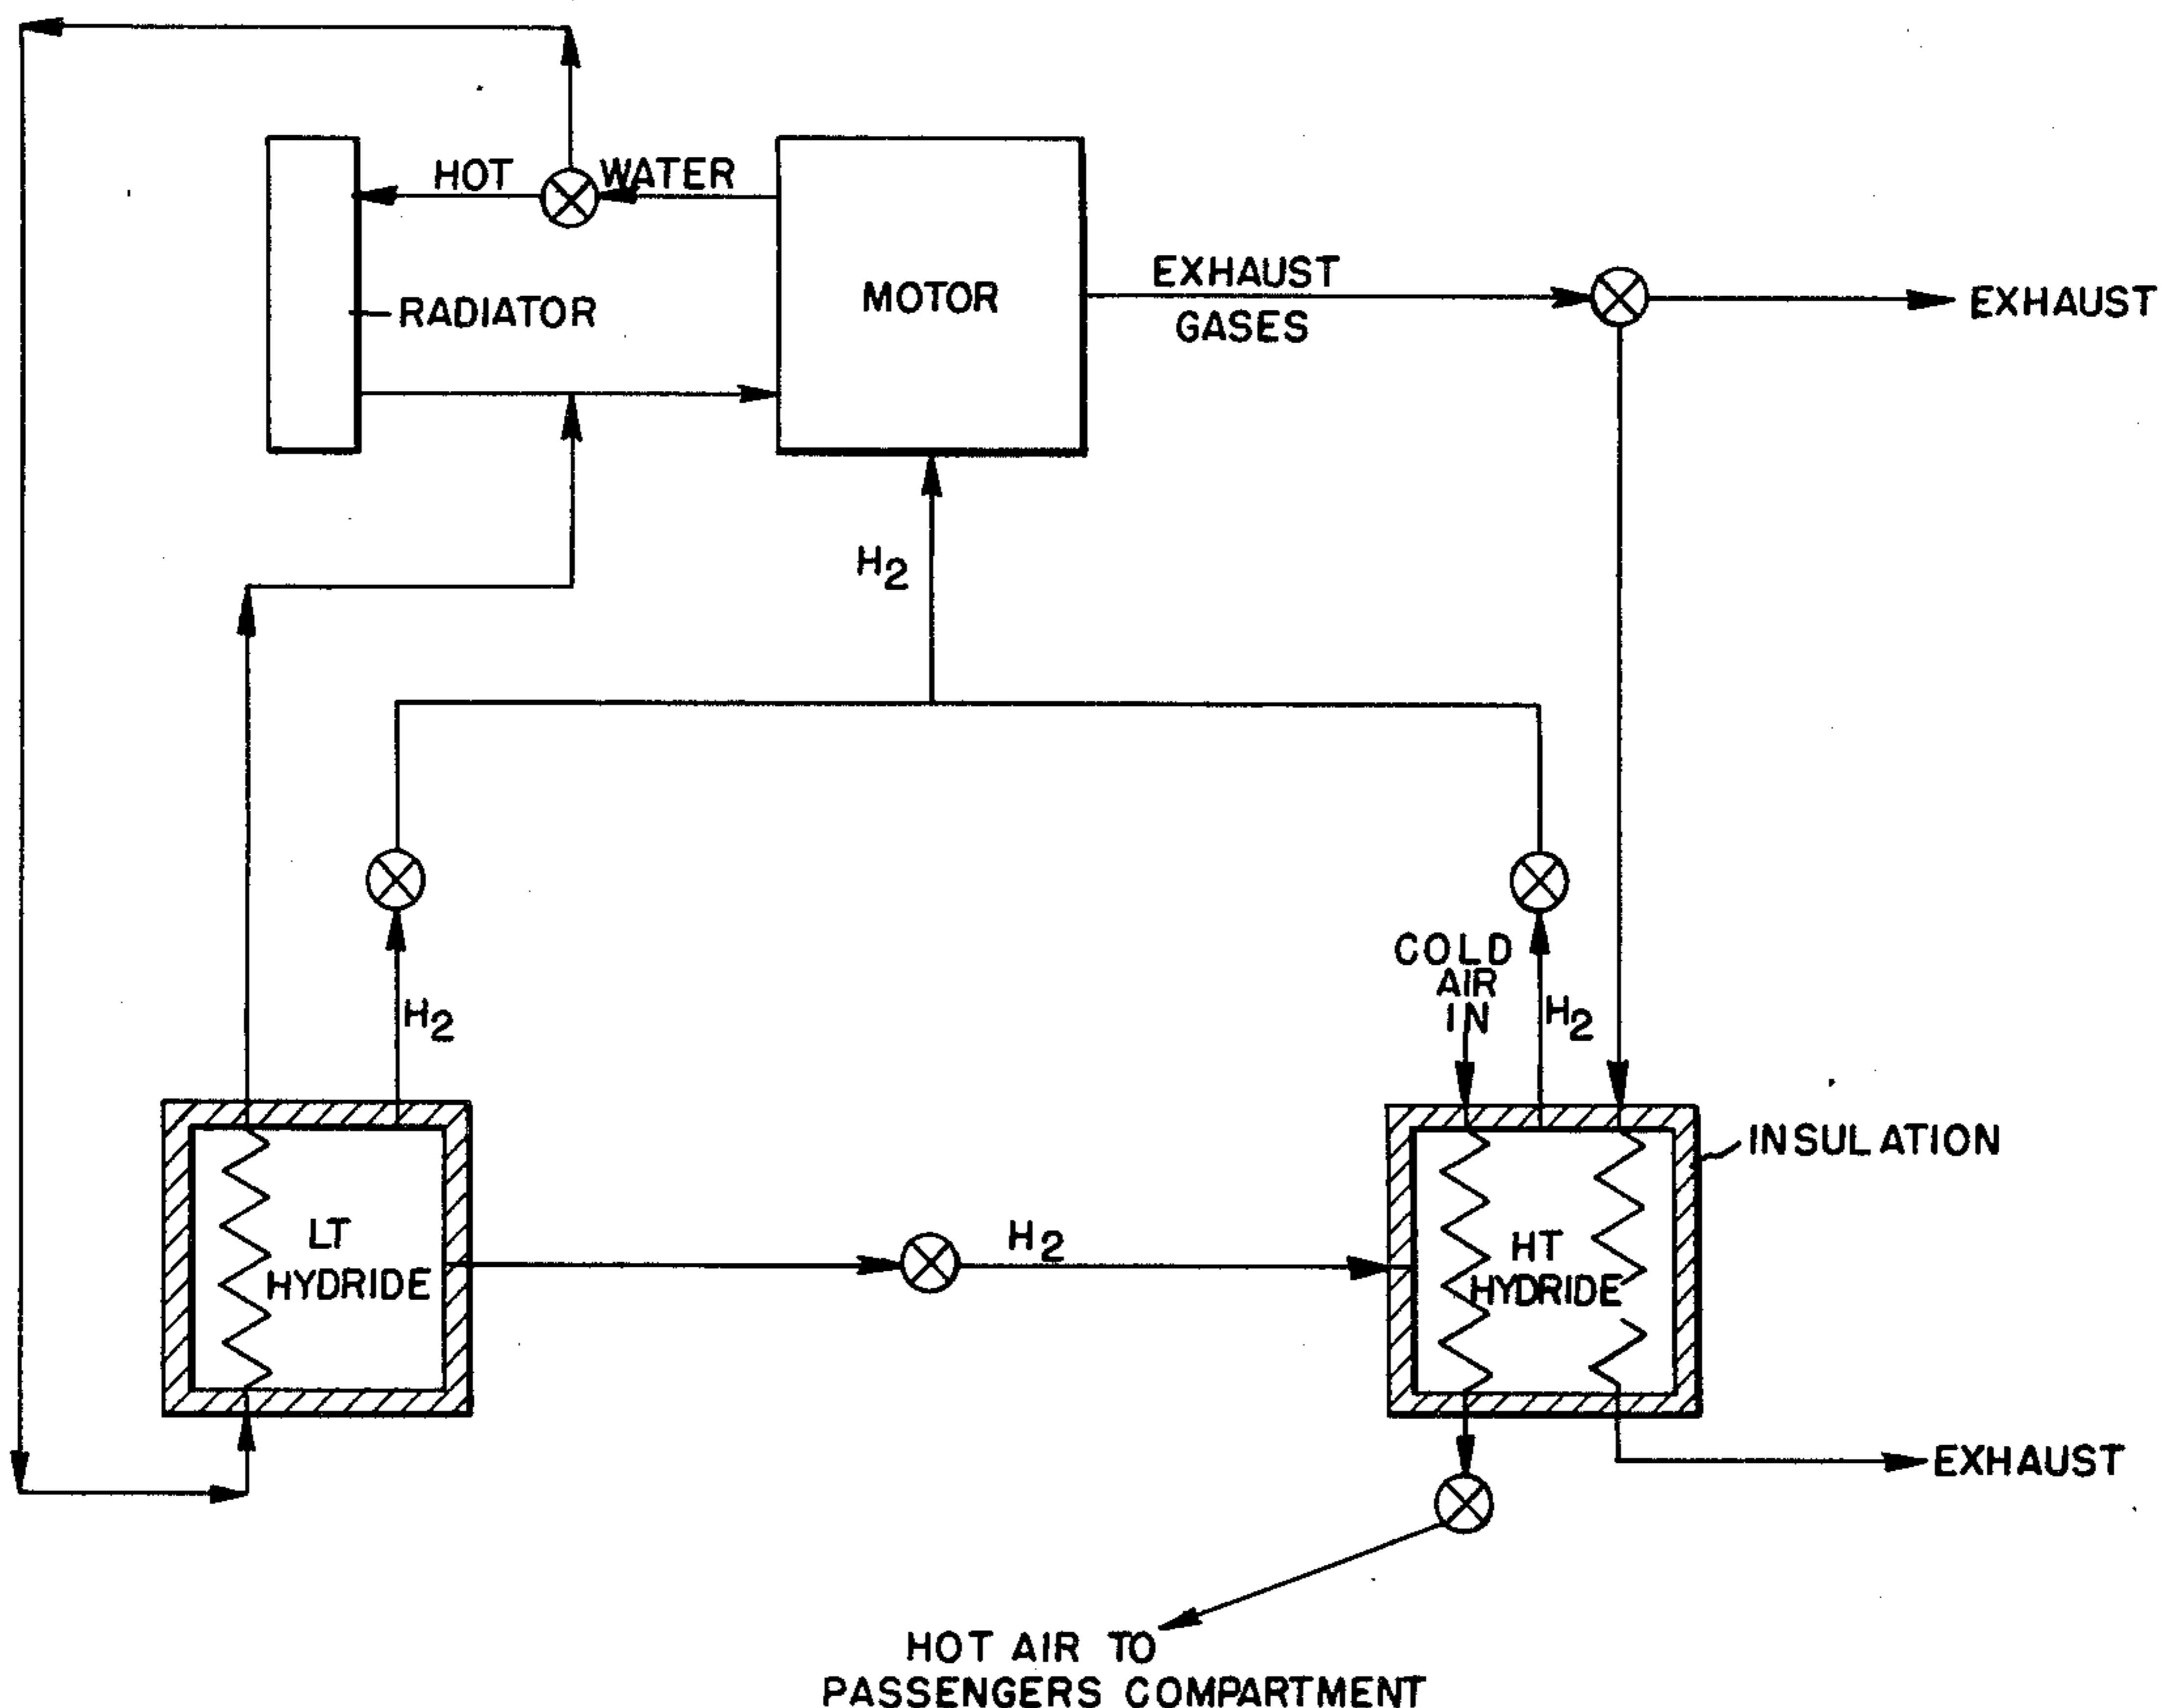 HOT
WATER
RADIATOR
MOTOR
EXHAUST
GASES
EXHAUST
H2
H2
COLD
AIR
IN
H2
INSULATION
LT
HYDRIDE
H2
HT
HYDRIDE
EXHAUST
HOT AIR TO
PASSENGERS COMPARTMENT